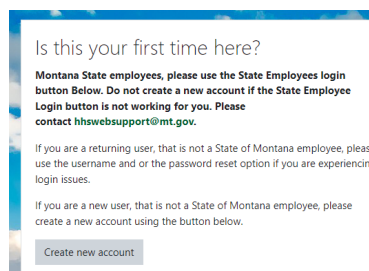 Is this your first time here?
Montana State employees, please use the State Employees login
button Below. Do not create a new account if the State Employee
Login button is not working for you. Please
contact hhswebsupport@mt.gov.
If you are a returning user, that is not a State of Montana employee,
use the username and or the password reset option if you are
login issues.
If you are a new user, that is not a State of Montana employee, please
create a new account using the button below.
Create new account